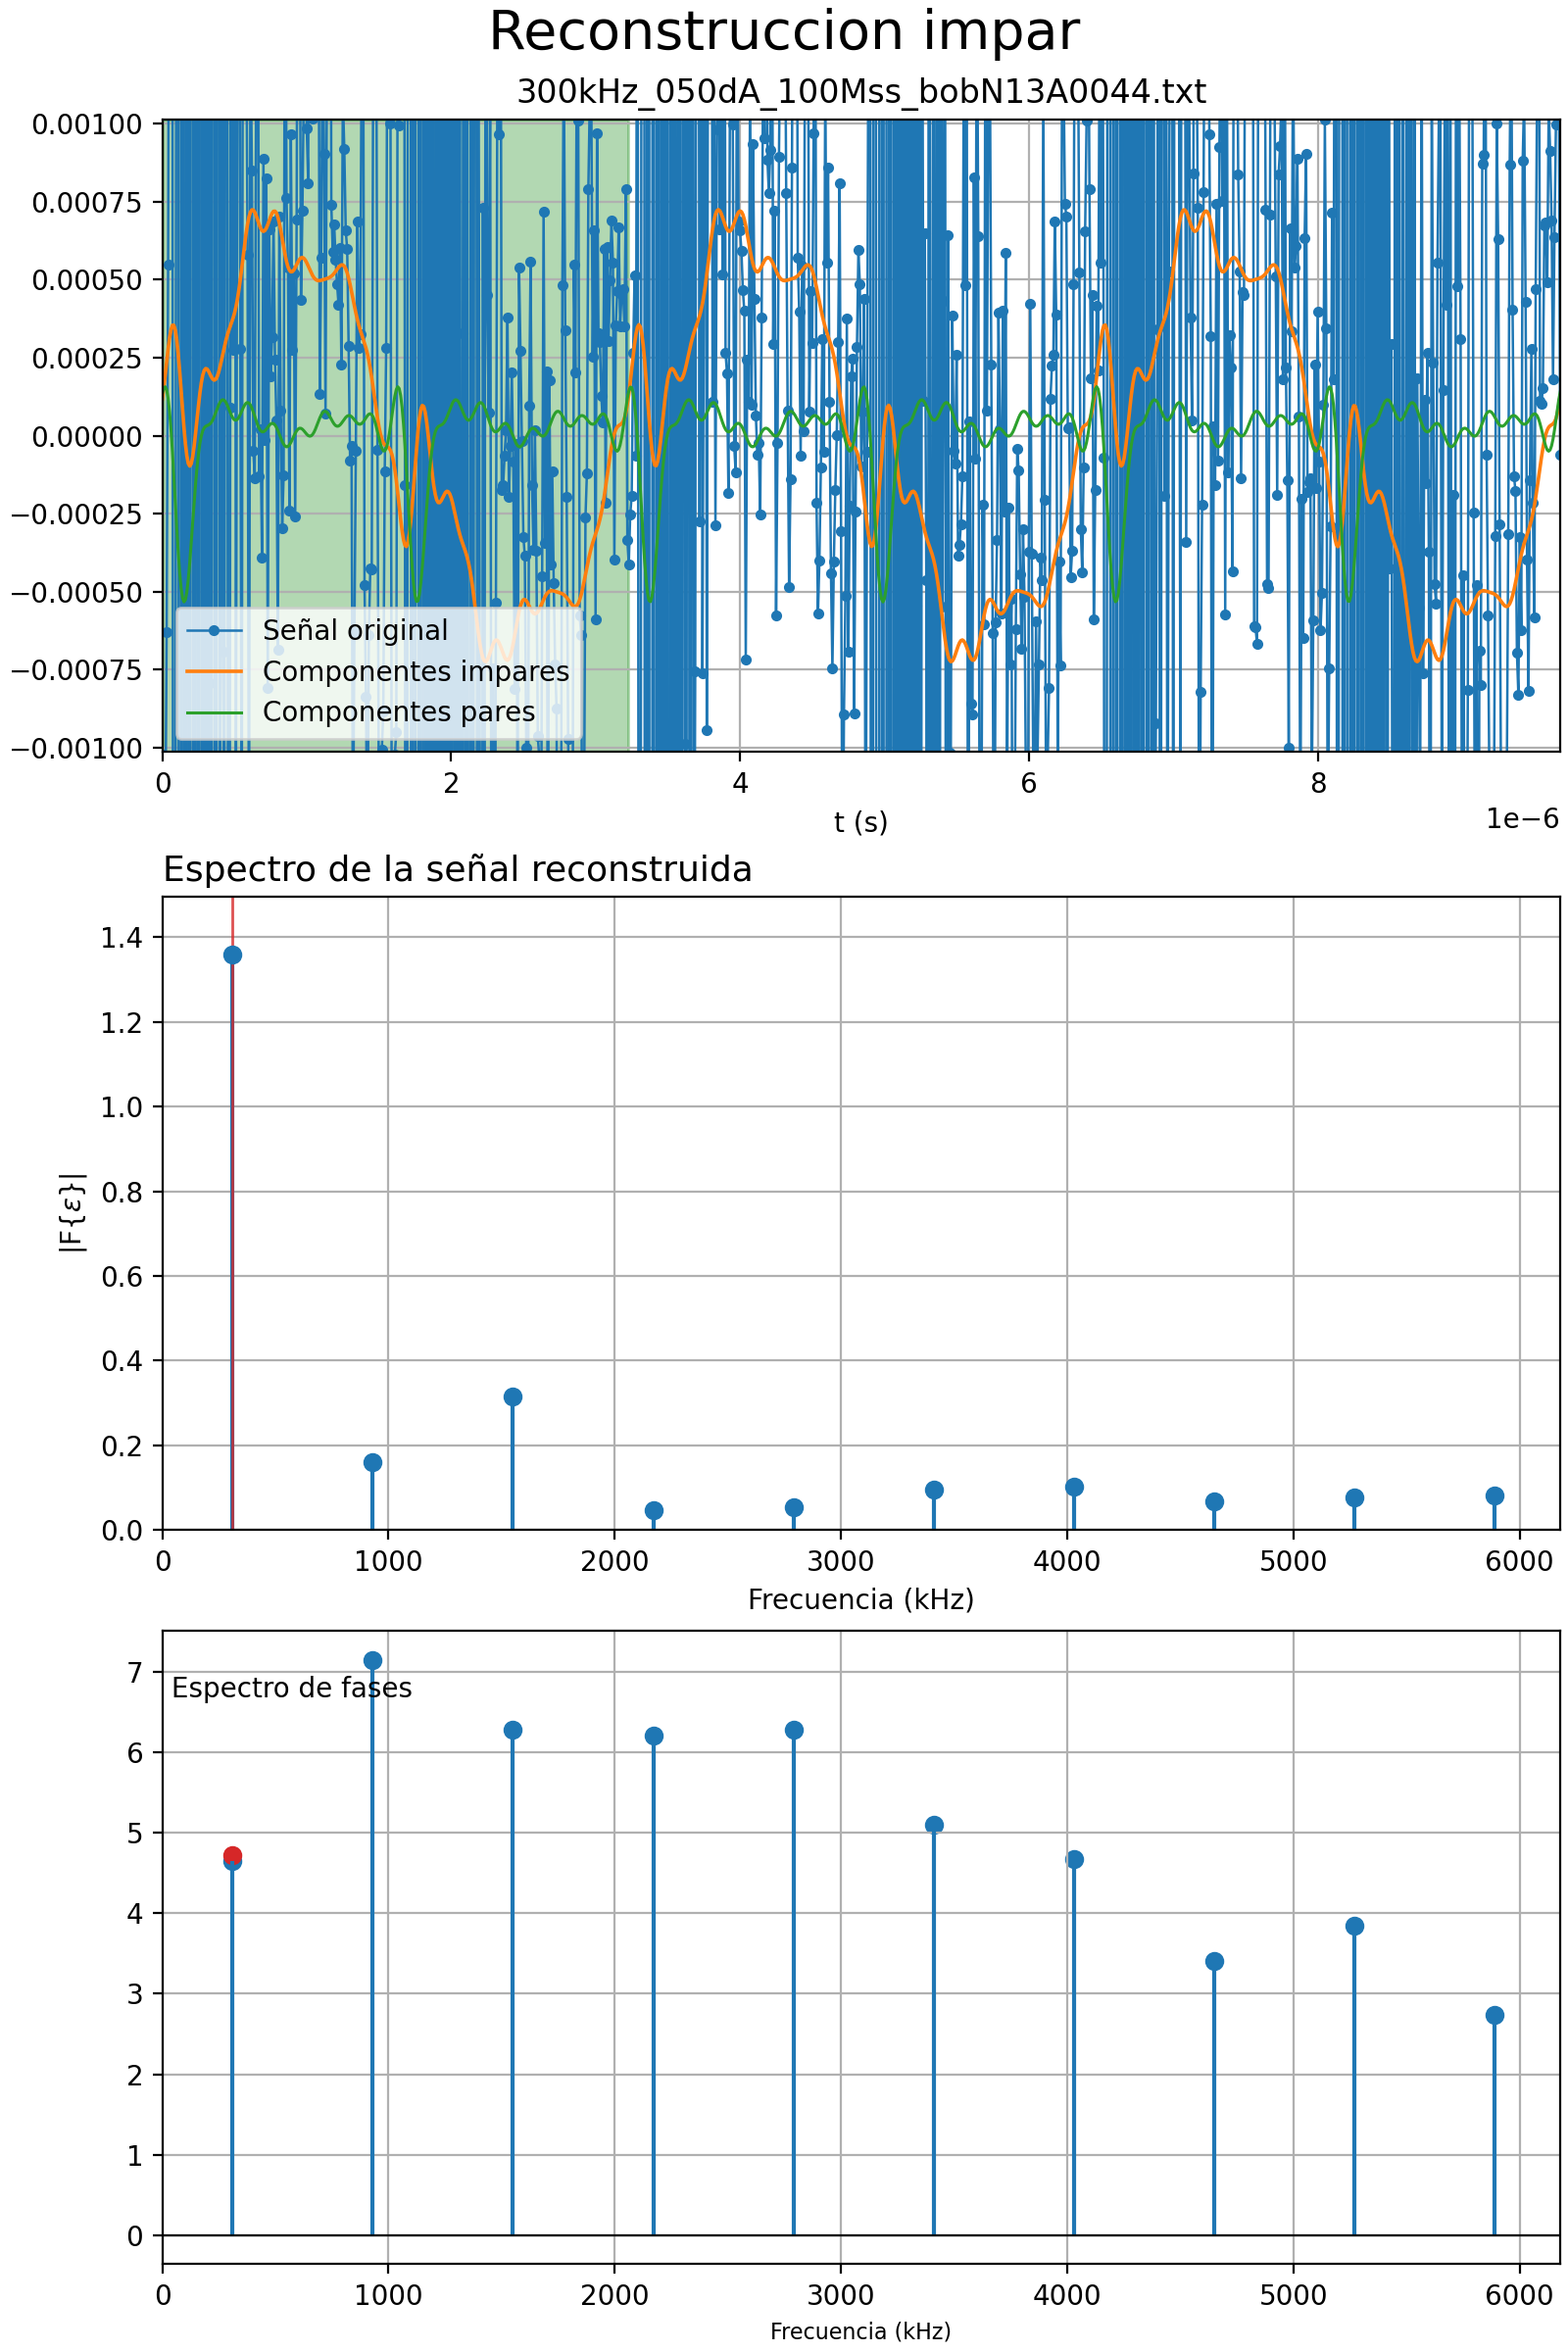 Reconstruccion impar
300kHz_050dA_100Mss_bobN13A0044.txt
0.00100
0.00075
0.00050
0.00025
0.00000
−0.00025
−0.00050
−0.00075
−0.00100
Señal original
Componentes impares
Componentes pares
0 2 4 6 8
1e−6
t (s)
Espectro de la señal reconstruida
1.4
1.2
1.0
0.8
0.6
0.4
0.2
0.0
|F{ε}|
0 1000 2000 3000 4000 5000 6000
Frecuencia (kHz)
Espectro de fases
7
6
5
4
3
2
1
0
0 1000 2000 3000 4000 5000 6000
Frecuencia (kHz)